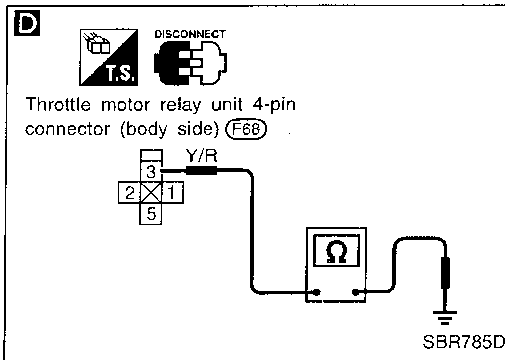 D
DISCONNECT
T.S.
Throttle motor relay unit 4-pin
connector (body side) F68
Y/R
3
2 1
5
Ω
SBR785D